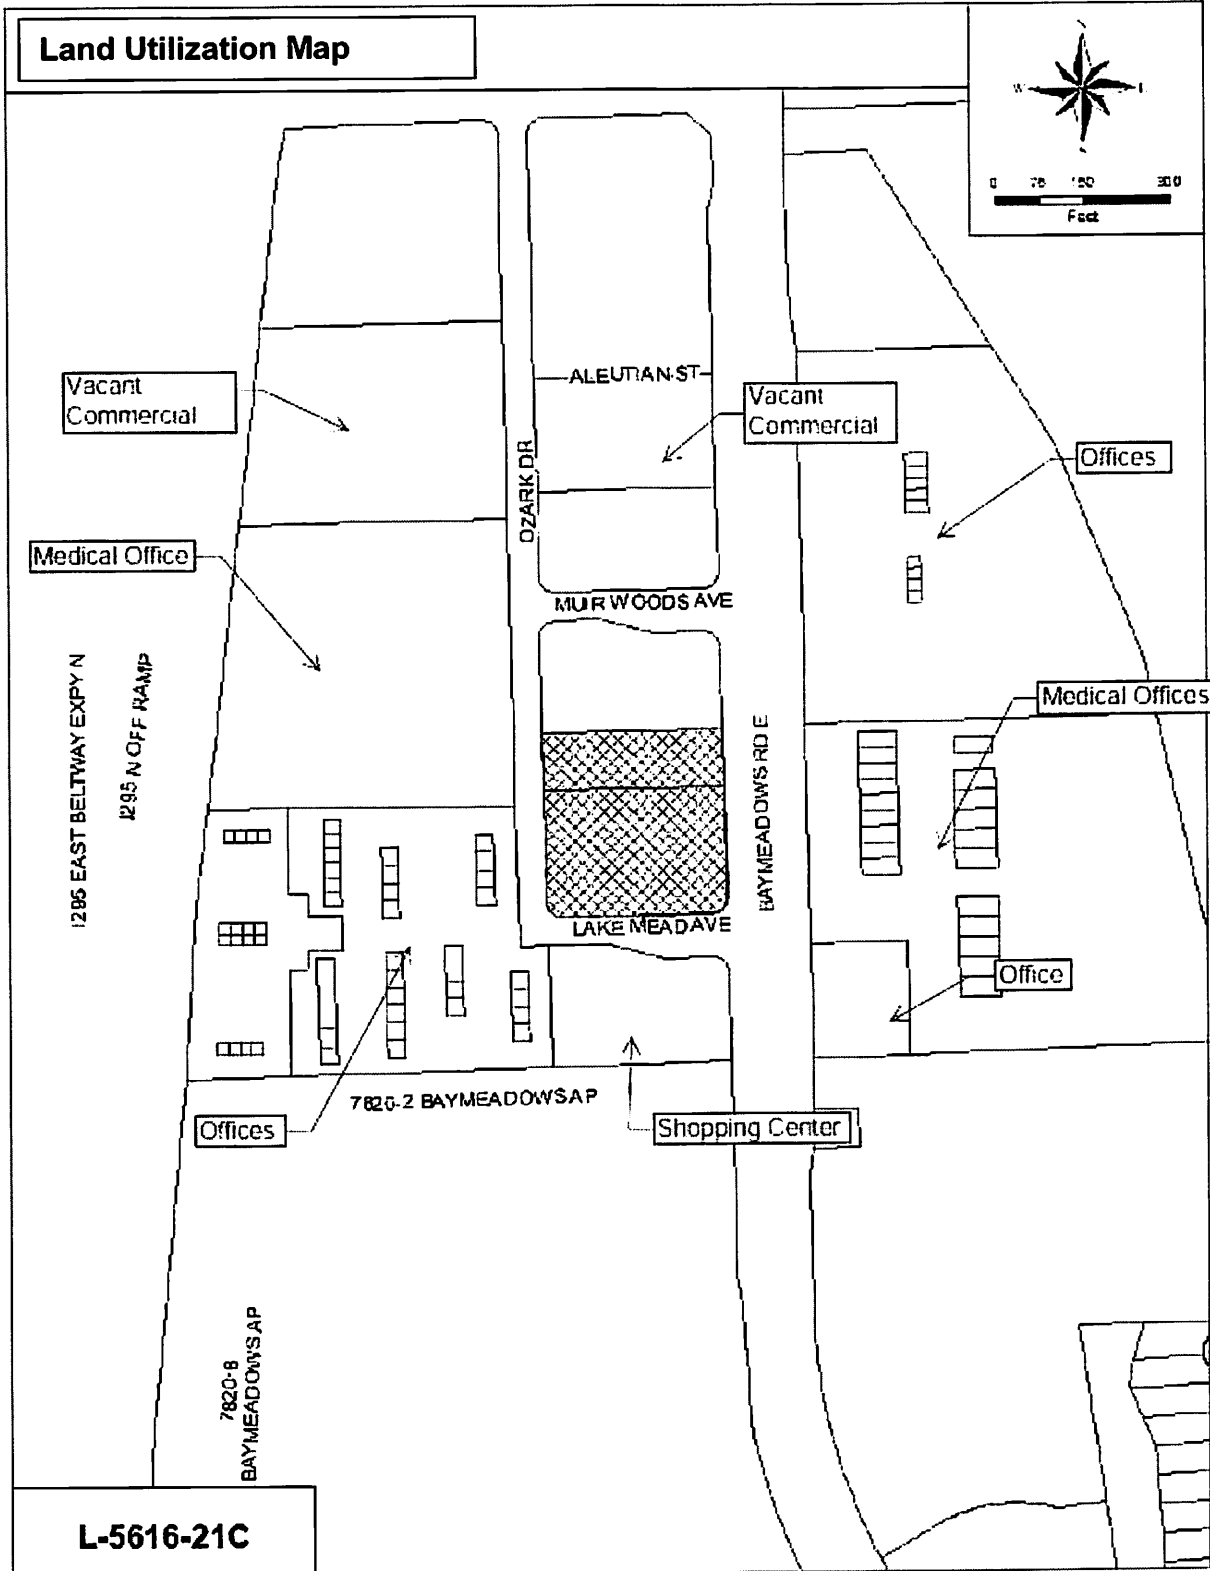 Land Utilization Map
W
0 75 150 300
Feet
ALEUTIAN ST
Vacant
Commercial
Vacant
Commercial
OZARK DR
Offices
Medical Office
MUIR WOODS AVE
I295 EAST BELTWAY EXPY N
I295 N OFF RAMP
Medical Offices
BAYMEADOWS RD E
LAKE MEAD AVE
Office
7820-2 BAYMEADOWS AP
Offices
Shopping Center
7820-8
BAYMEADOWS AP
L-5616-21C